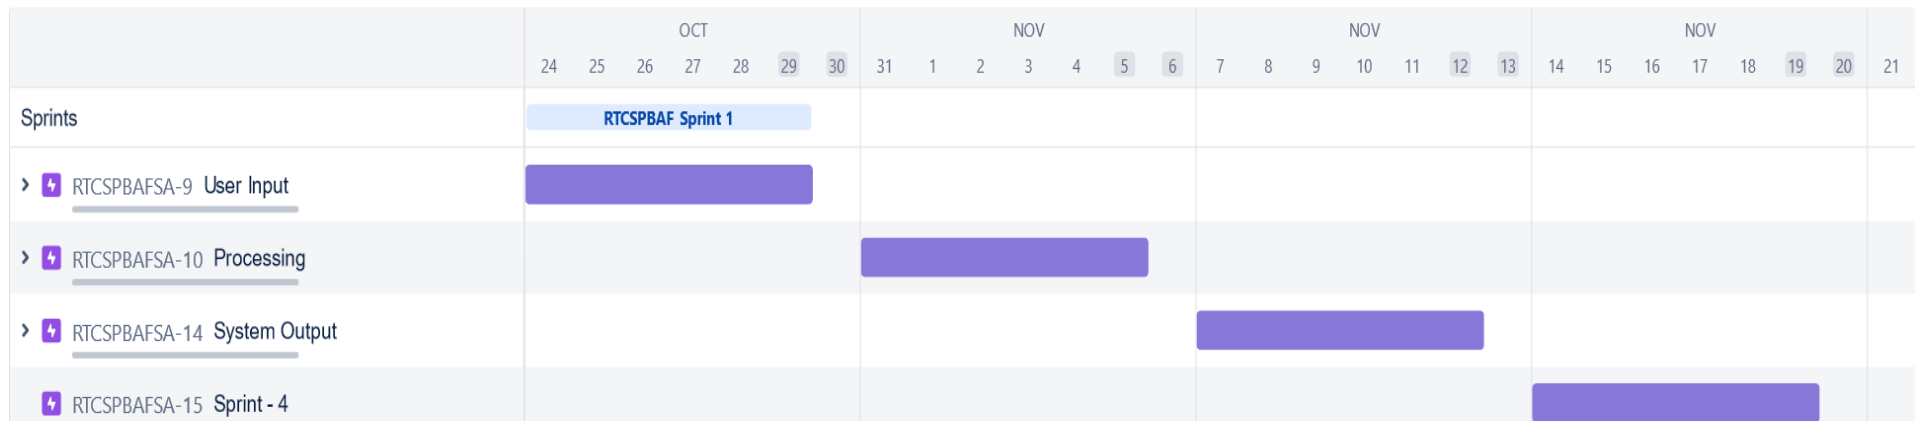 OCT NOV NOV NOV
24 25 26 27 28 29 30 31 1 2 3 4 5 6 7 8 9 10 11 12 13 14 15 16 17 18 19 20 21
Sprints RTCSPBAF Sprint 1
RTCSPBAFSA-9 User Input
RTCSPBAFSA-10 Processing
RTCSPBAFSA-14 System Output
RTCSPBAFSA-15 Sprint - 4